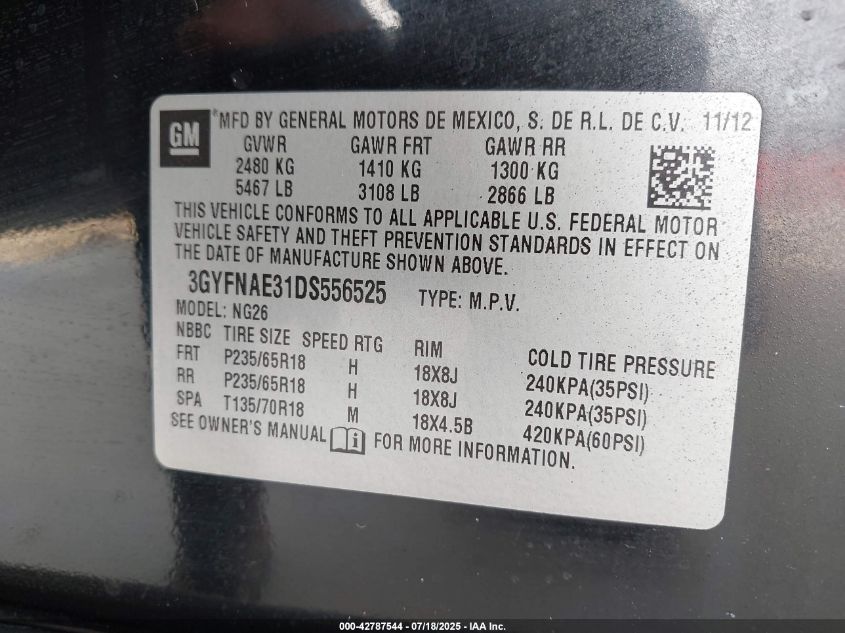 GM
MFD BY GENERAL MOTORS DE MEXICO, S. DE R.L. DE C.V. 11/12
GVWR GAWR FRT GAWR RR
2480 KG 1410 KG 1300 KG
5467 LB 3108 LB 2866 LB
THIS VEHICLE CONFORMS TO ALL APPLICABLE U.S. FEDERAL MOTOR
VEHICLE SAFETY AND THEFT PREVENTION STANDARDS IN EFFECT ON
THE DATE OF MANUFACTURE SHOWN ABOVE.
3GYFNAE31DS556525 TYPE: M.P.V.
MODEL: NG26
NBBC TIRE SIZE SPEED RTG RIM COLD TIRE PRESSURE
FRT P235/65R18 H 18X8J 240KPA(35PSI)
RR P235/65R18 H 18X8J 240KPA(35PSI)
SPA T135/70R18 M 18X4.5B 420KPA(60PSI)
SEE OWNER'S MANUAL FOR MORE INFORMATION.
000-42787544 / 07/18/2025 - IAA Inc.